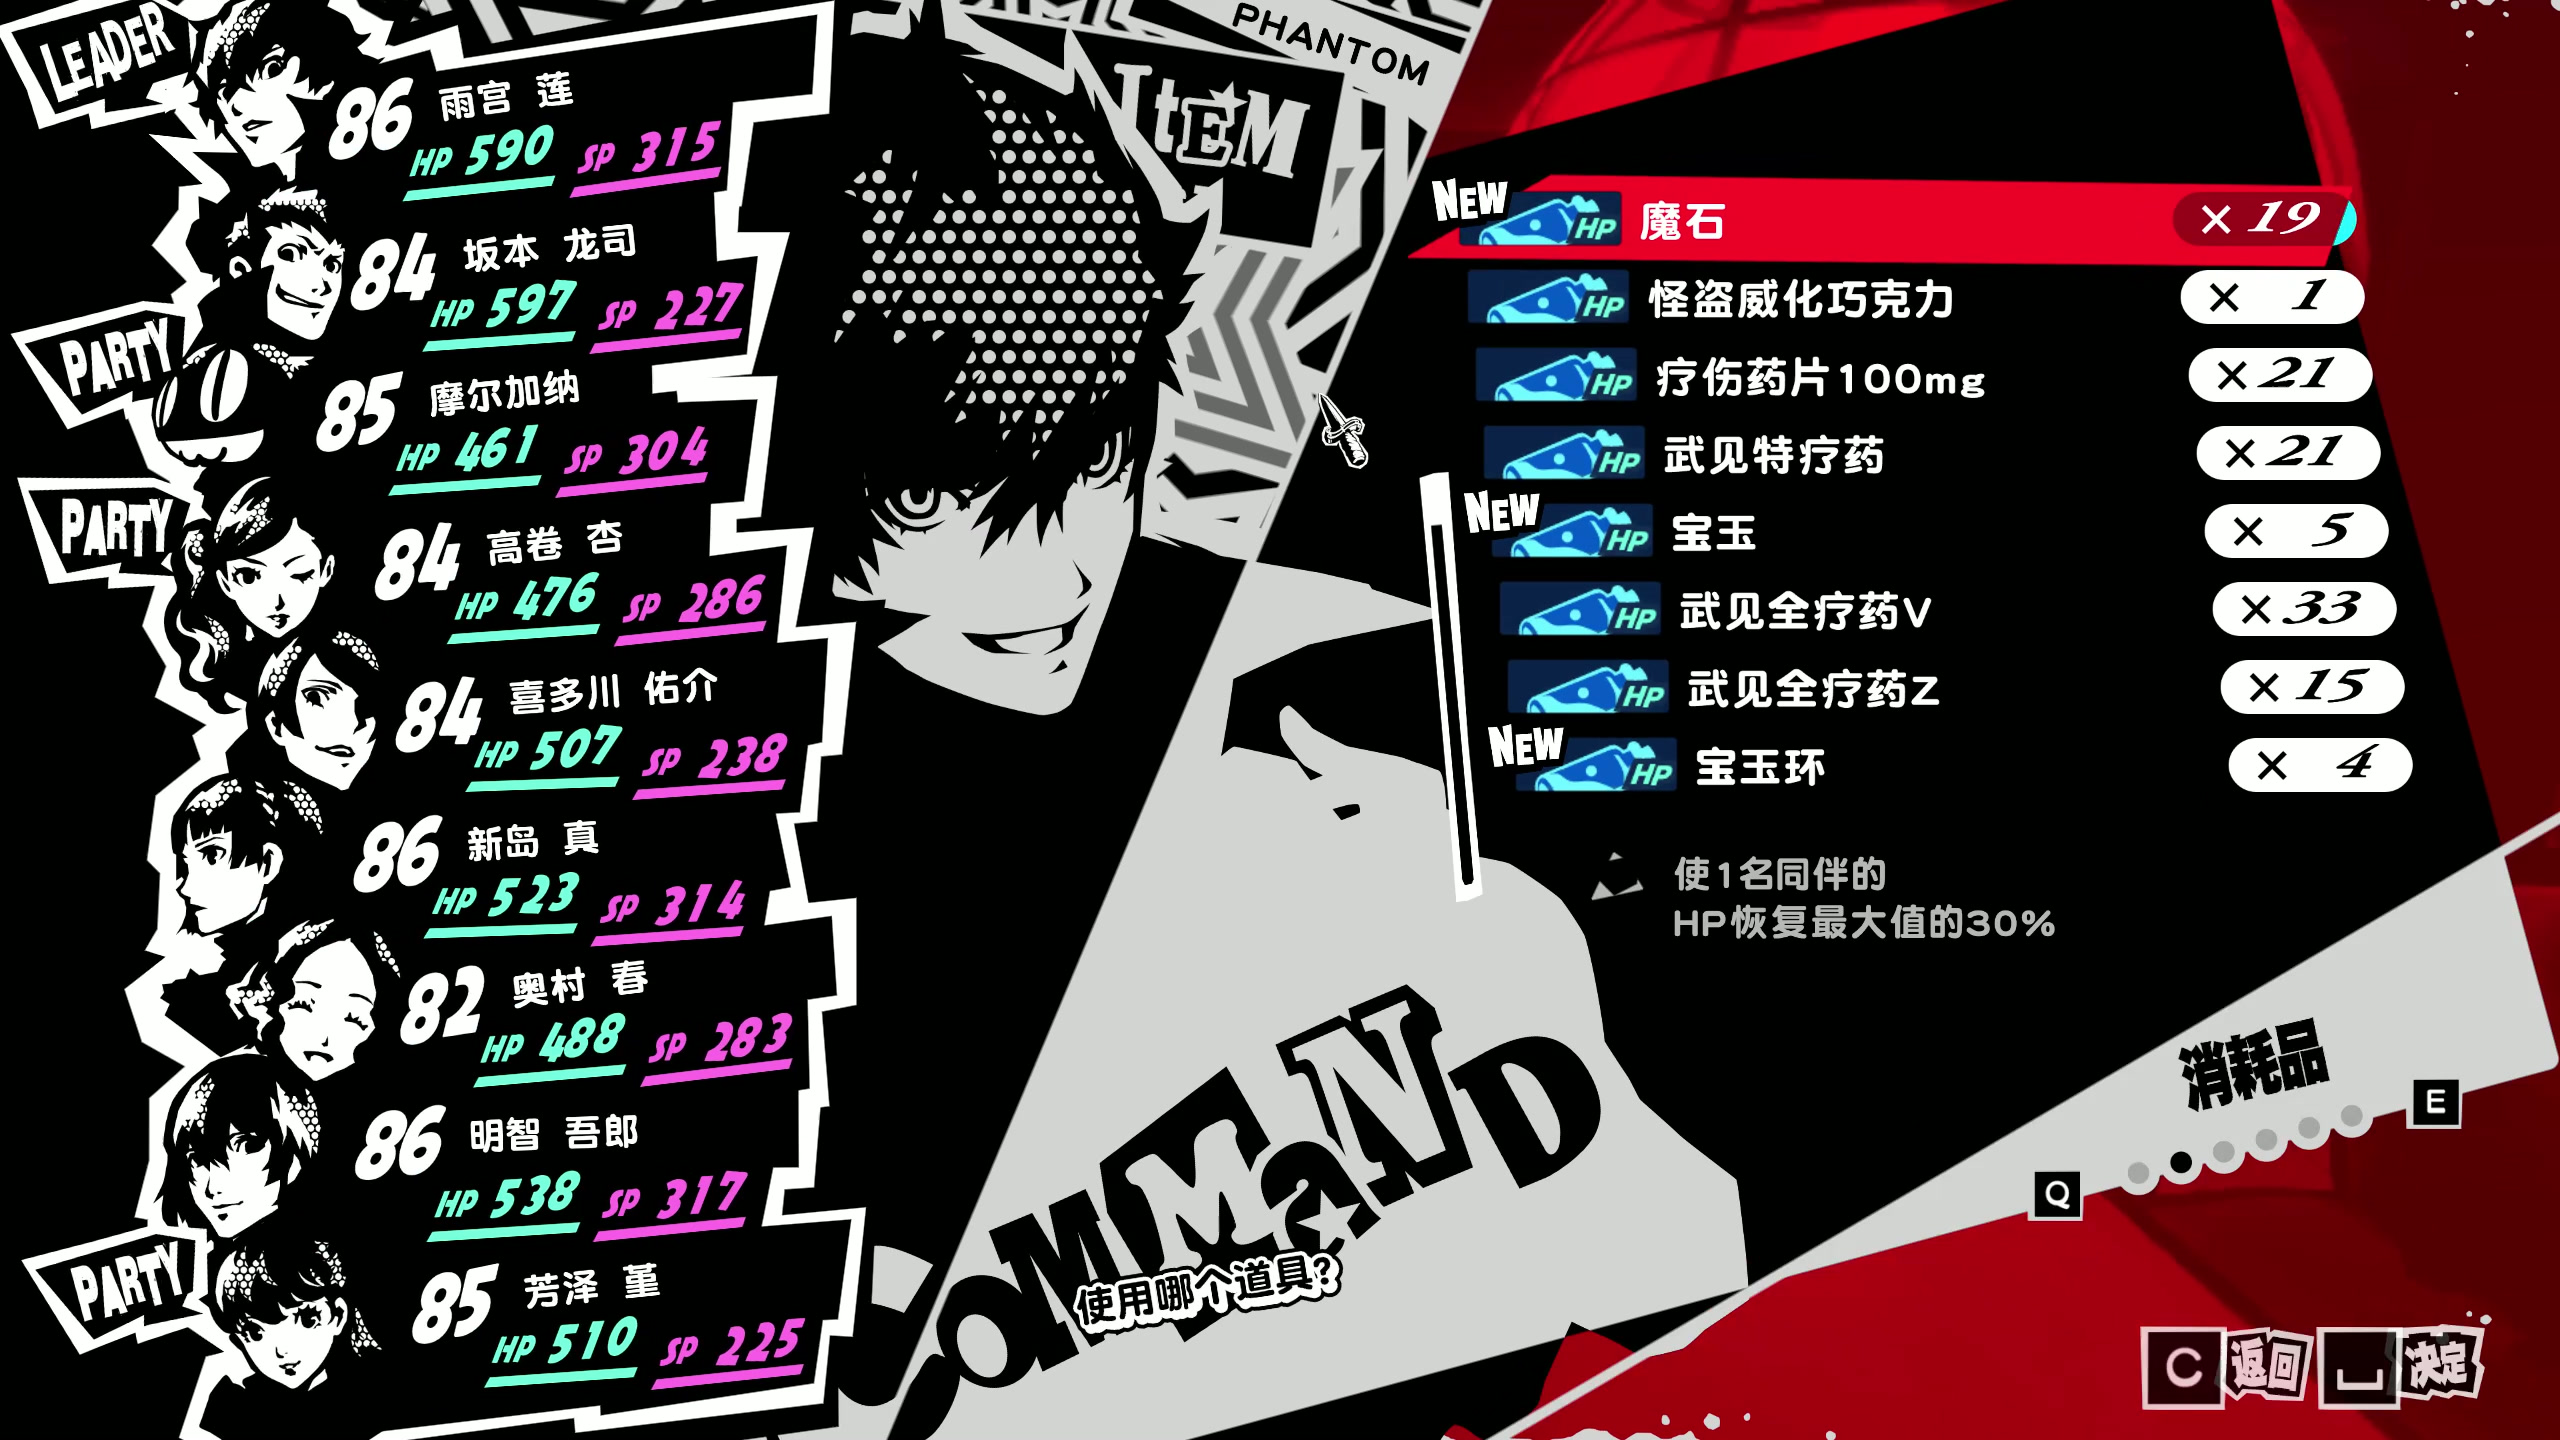 LEADER
86 雨宫 莲
HP 590 SP 315
84 坂本 龙司
HP 597 SP 227
PARTY
85 摩尔加纳
HP 461 SP 304
PARTY
84 高卷 杏
HP 476 SP 286
84 喜多川 佑介
HP 507 SP 238
86 新岛 真
HP 523 SP 314
82 奥村 春
HP 488 SP 283
86 明智 吾郎
HP 538 SP 317
PARTY
85 芳泽 堇
HP 510 SP 225
PHANTOM
ItEM
NEW HP 魔石 × 19
HP 怪盗威化巧克力 × 1
HP 疗伤药片100mg × 21
HP 武见特疗药 × 21
NEW HP 宝玉 × 5
HP 武见全疗药V × 33
HP 武见全疗药Z × 15
NEW HP 宝玉环 × 4
使1名同伴的
HP恢复最大值的30%
COMMaND
使用哪个道具?
消耗品
Q E
C 返回 决定